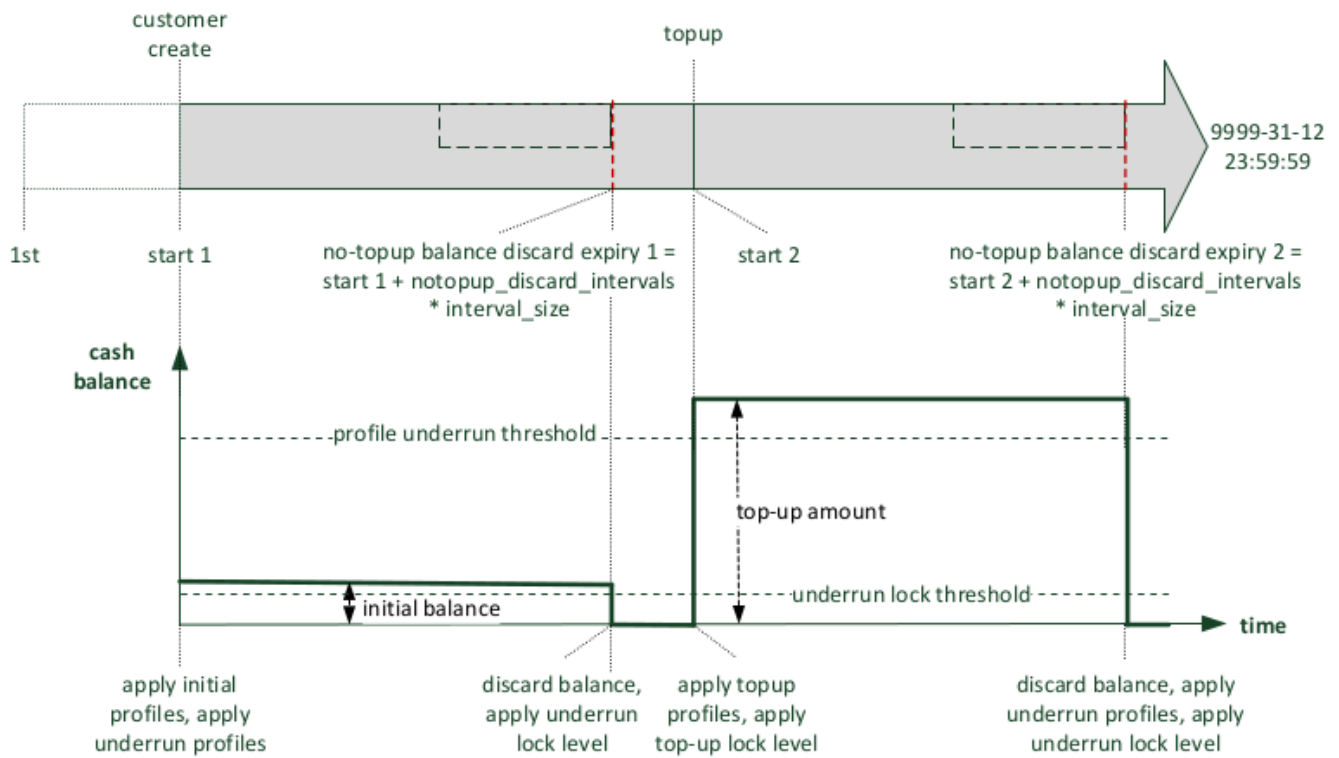 customer
create
topup
9999-31-12
23:59:59
1st
start 1
no-topup balance discard expiry 1 =
start 1 + notopup_discard_intervals
* interval_size
start 2
no-topup balance discard expiry 2 =
start 2 + notopup_discard_intervals
* interval_size
cash
balance
profile underrun threshold
top-up amount
underrun lock threshold
initial balance
time
apply initial
profiles, apply
underrun profiles
discard balance,
apply underrun
lock level
apply topup
profiles, apply
top-up lock level
discard balance, apply
underrun profiles, apply
underrun lock level